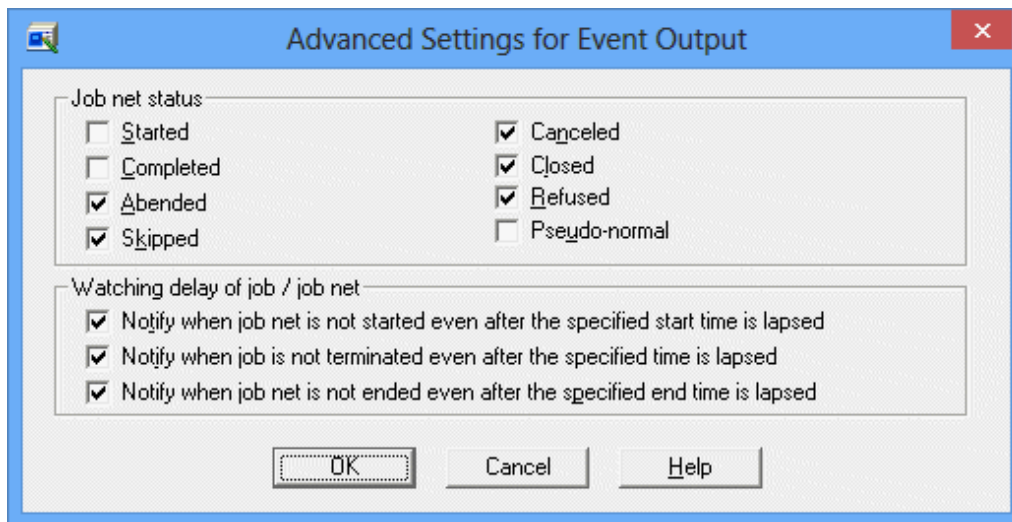 Advanced Settings for Event Output
Job net status
Started
Completed
Abended
Skipped
Canceled
Closed
Refused
Pseudo-normal
Watching delay of job / job net
Notify when job net is not started even after the specified start time is lapsed
Notify when job is not terminated even after the specified time is lapsed
Notify when job net is not ended even after the specified end time is lapsed
OK Cancel Help